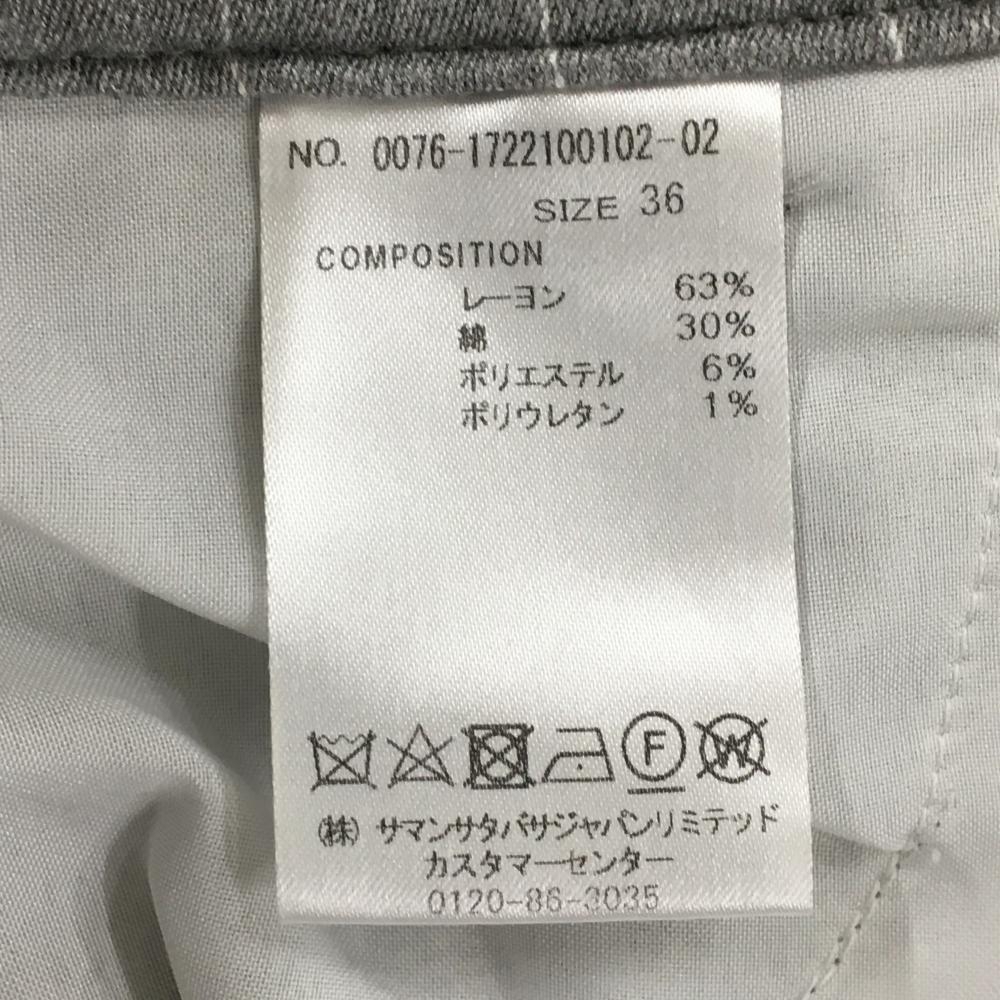 NO. 0076-1722100102-02
SIZE 36
COMPOSITION
レーヨン 63%
綿 30%
ポリエステル 6%
ポリウレタン 1%
F W
(株) サマンサタバサジャパンリミテッド
カスタマーセンター
0120-86-3035